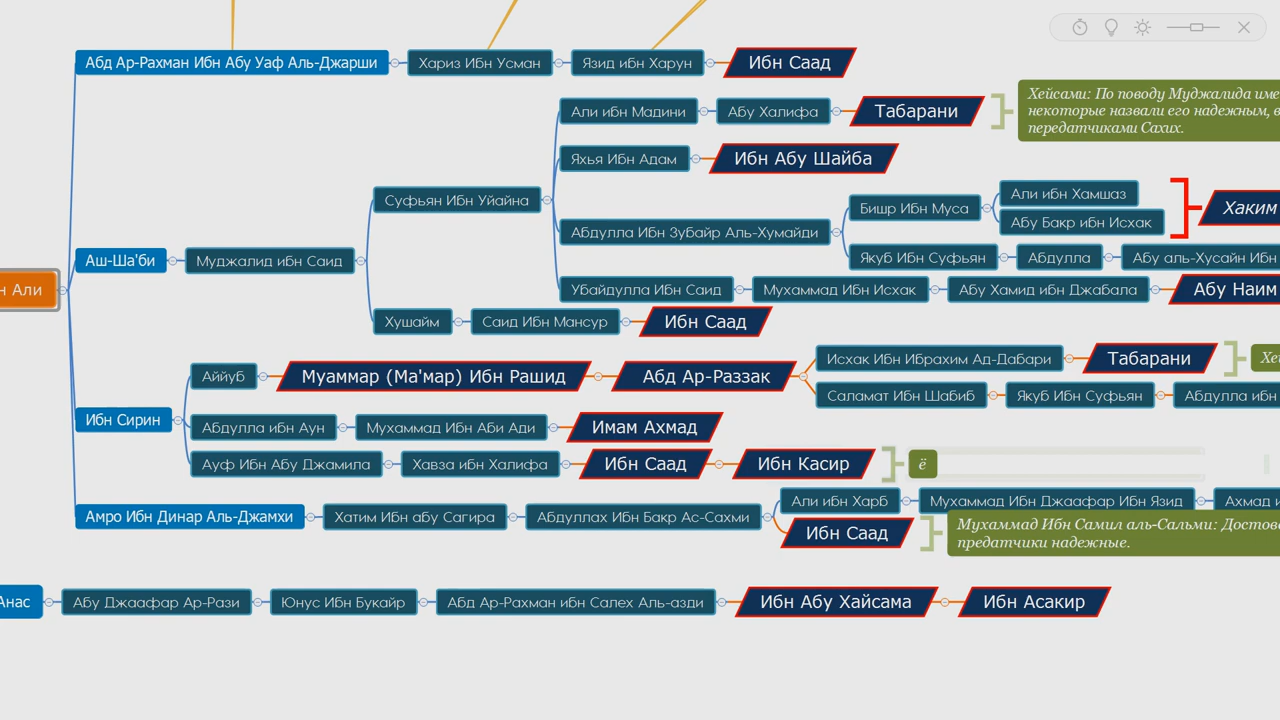 Абд Ар-Рахман Ибн Абу Уаф Аль-Джарши
Хариз Ибн Усман
Язид ибн Харун
Ибн Саад
Али ибн Мадини
Абу Халифа
Табарани
Хейсами: По поводу Муджалида име
некоторые назвали его надежным, в
передатчиками Сахих.
Яхья Ибн Адам
Ибн Абу Шайба
Суфьян Ибн Уйайна
Али ибн Хамшаз
Бишр Ибн Муса
Абу Бакр ибн Исхак
Хаким
Абдулла Ибн Зубайр Аль-Хумайди
Якуб Ибн Суфьян
Абдулла
Абу аль-Хусайн Ибн
Аш-Ша'би
Муджалид ибн Саид
н Али
Убайдулла Ибн Саид
Мухаммад Ибн Исхак
Абу Хамид ибн Джабала
Абу Наим
Хушайм
Саид Ибн Мансур
Ибн Саад
Исхак Ибн Ибрахим Ад-Дабари
Табарани
Хе
Аййуб
Муаммар (Ма'мар) Ибн Рашид
Абд Ар-Раззак
Саламат Ибн Шабиб
Якуб Ибн Суфьян
Абдулла ибн
Ибн Сирин
Абдулла ибн Аун
Мухаммад Ибн Аби Ади
Имам Ахмад
Ауф Ибн Абу Джамила
Хавза ибн Халифа
Ибн Саад
Ибн Касир
ё
Али ибн Харб
Мухаммад Ибн Джаафар Ибн Язид
Ахмад и
Амро Ибн Динар Аль-Джамхи
Хатим Ибн абу Сагира
Абдуллах Ибн Бакр Ас-Сахми
Ибн Саад
Мухаммад Ибн Самил аль-Сальми: Достове
предатчики надежные.
Анас
Абу Джаафар Ар-Рази
Юнус Ибн Букайр
Абд Ар-Рахман ибн Салех Аль-азди
Ибн Абу Хайсама
Ибн Асакир